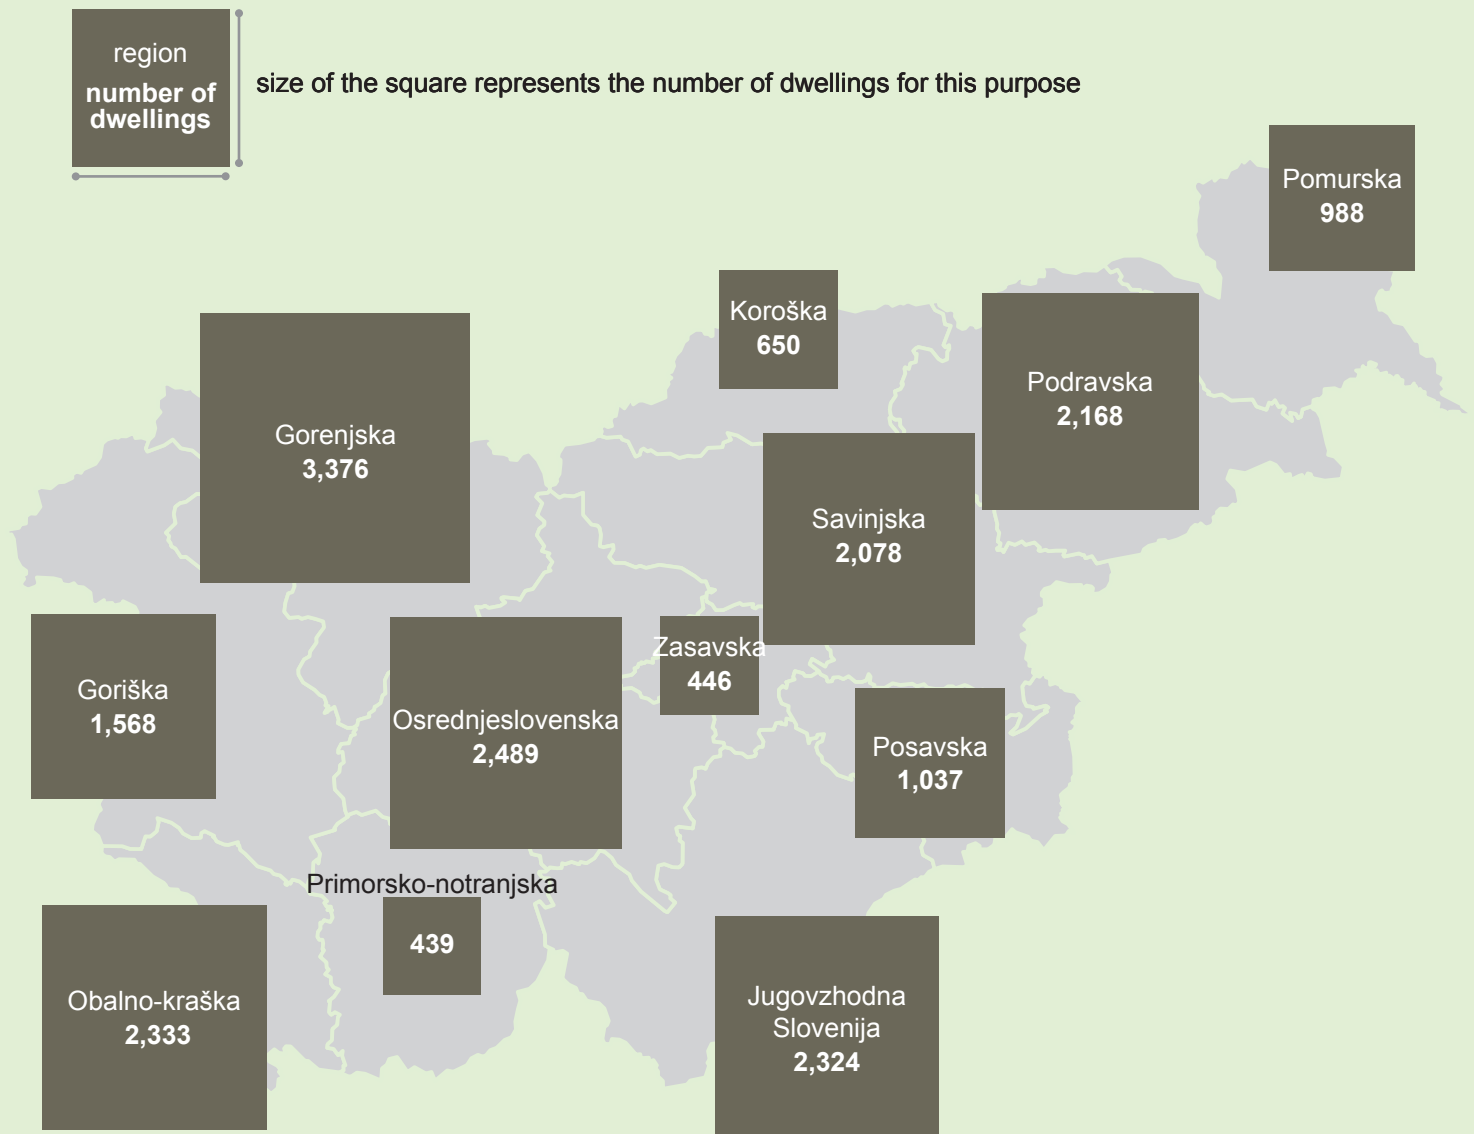 region
number of
dwellings
size of the square represents the number of dwellings for this purpose
Pomurska
988
Koroška
650
Podravska
2,168
Gorenjska
3,376
Savinjska
2,078
Zasavska
446
Goriška
1,568
Osrednjeslovenska
2,489
Posavska
1,037
Primorsko-notranjska
439
Obalno-kraška
2,333
Jugovzhodna
Slovenija
2,324